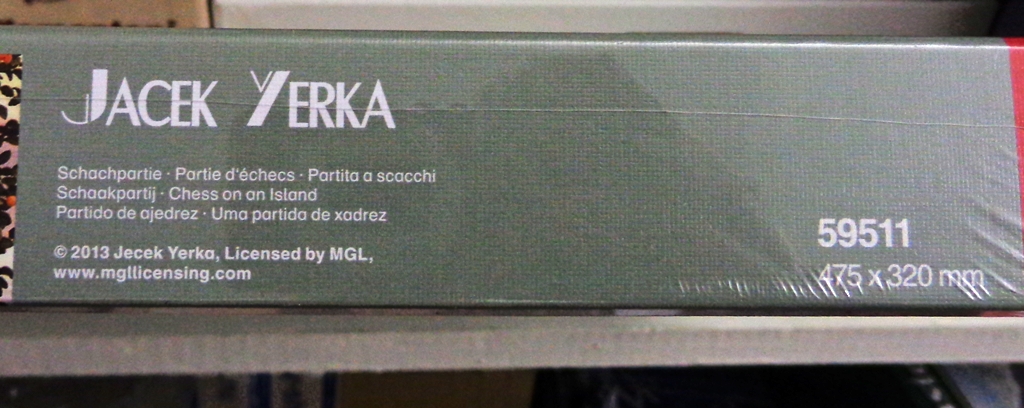 JACEK YERKA
Schachpartie · Partie d'échecs · Partita a scacchi
Schaakpartij · Chess on an Island
Partido de ajedrez · Uma partida de xadrez
© 2013 Jecek Yerka, Licensed by MGL,
www.mgllicensing.com
59511
475 x 320 mm